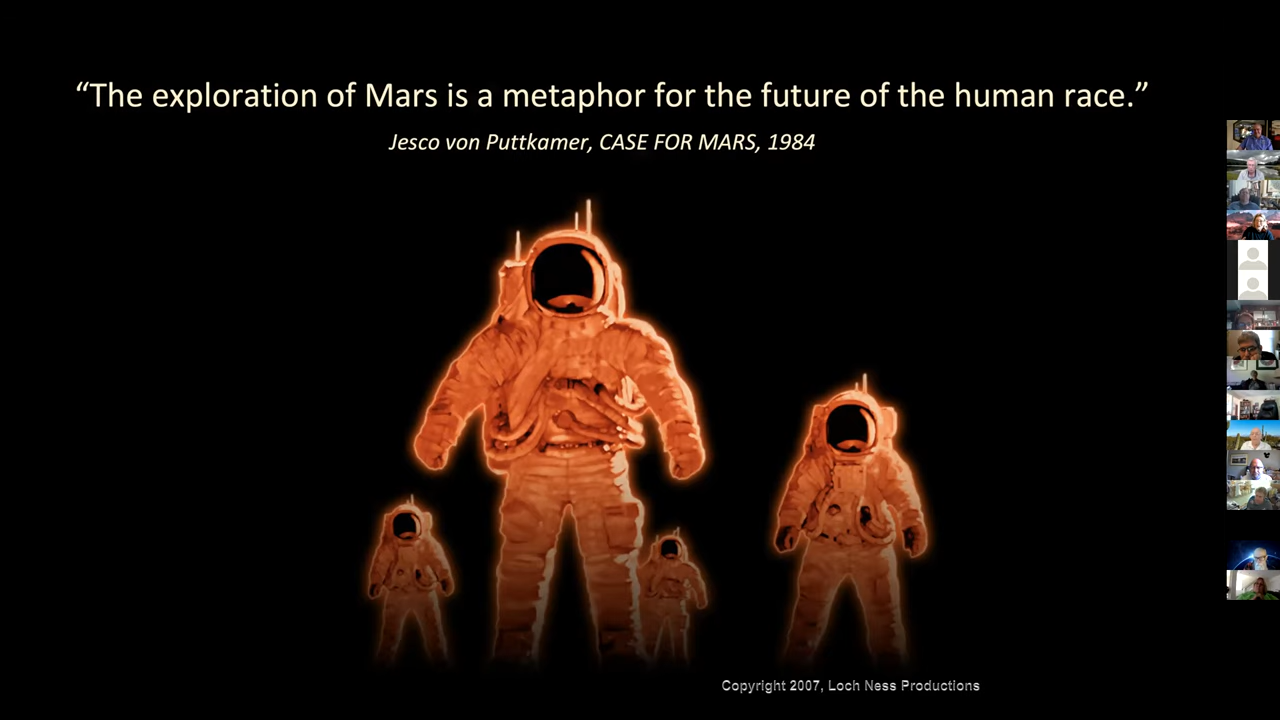 “The exploration of Mars is a metaphor for the future of the human race.”
Jesco von Puttkamer, CASE FOR MARS, 1984
Copyright 2007, Loch Ness Productions